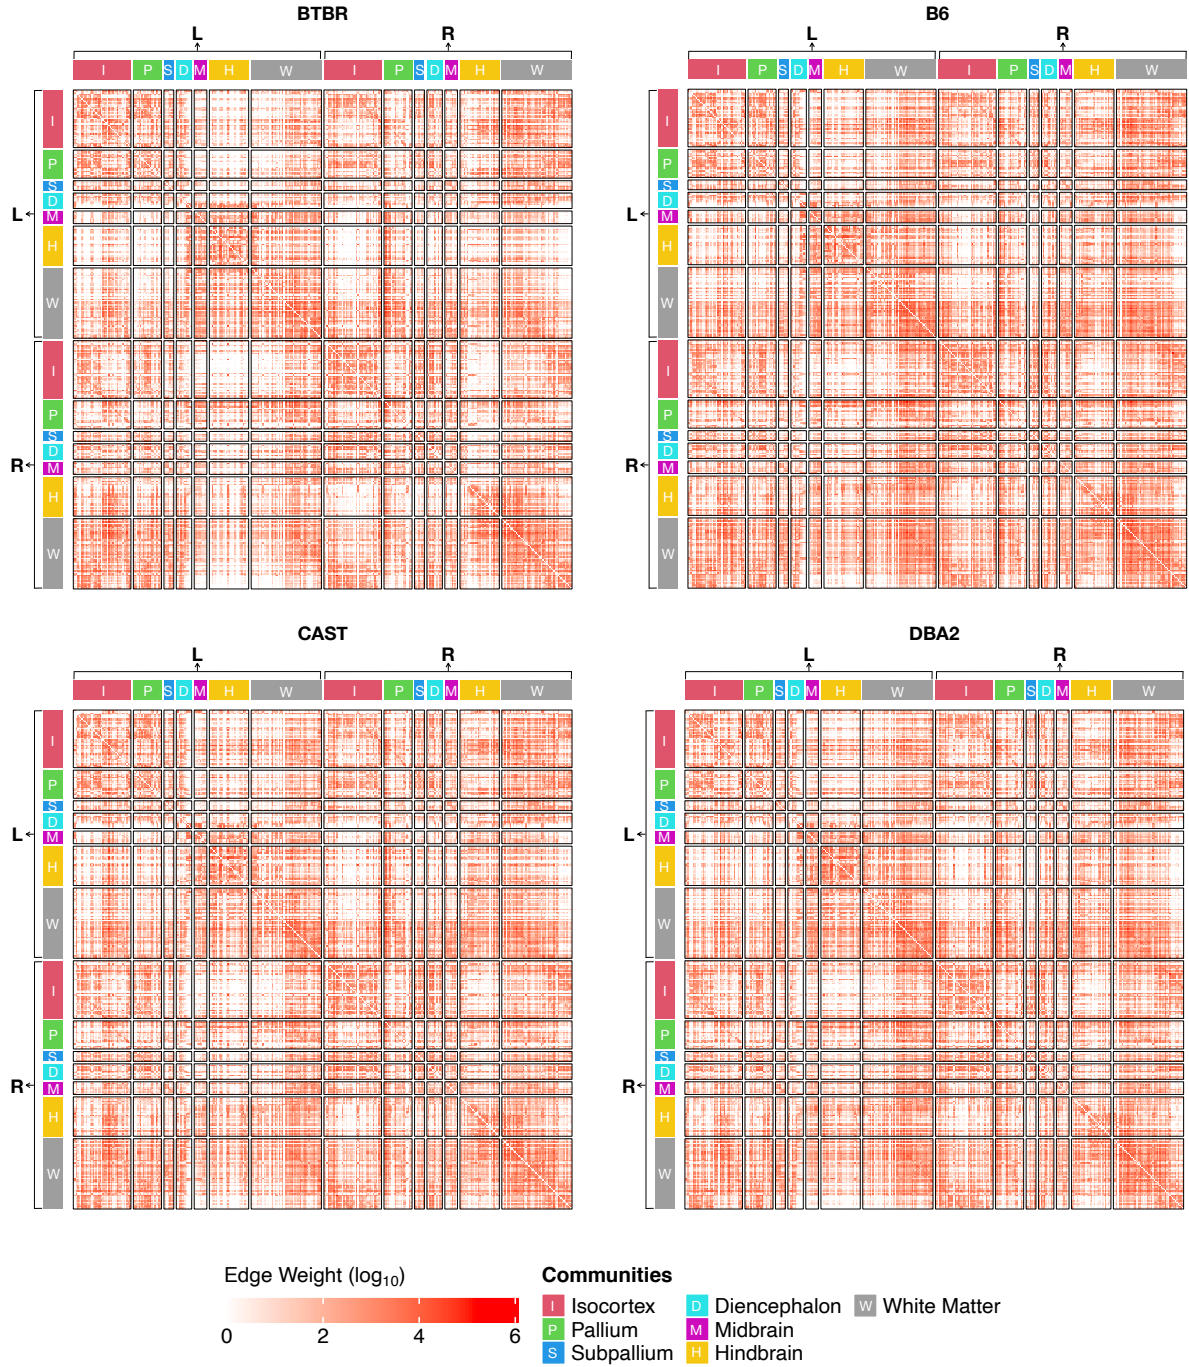 BTBR
L R
I P S D M H W I P S D M H W
I
P
S
D
L
M
H
W
I
P
S
D
R
M
H
W
B6
L R
I P S D M H W I P S D M H W
I
P
S
D
L
M
H
W
I
P
S
D
R
M
H
W
CAST
L R
I P S D M H W I P S D M H W
I
P
S
D
L
M
H
W
I
P
S
D
R
M
H
W
DBA2
L R
I P S D M H W I P S D M H W
I
P
S
D
L
M
H
W
I
P
S
D
R
M
H
W
Edge Weight (log₁₀)
0 2 4 6
Communities
I Isocortex D Diencephalon W White Matter
P Pallium M Midbrain
S Subpallium H Hindbrain